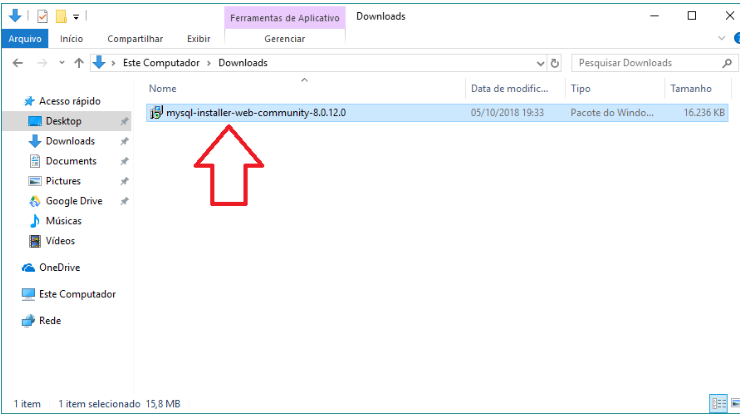 Ferramentas de Aplicativo Downloads
Arquivo Início Compartilhar Exibir Gerenciar
Este Computador > Downloads Pesquisar Downloads
Nome Data de modific... Tipo Tamanho
mysql-installer-web-community-8.0.12.0 05/10/2018 19:33 Pacote do Windo... 16.236 KB
Acesso rápido
Desktop
Downloads
Documents
Pictures
Google Drive
Músicas
Vídeos
OneDrive
Este Computador
Rede
1 item 1 item selecionado 15,8 MB